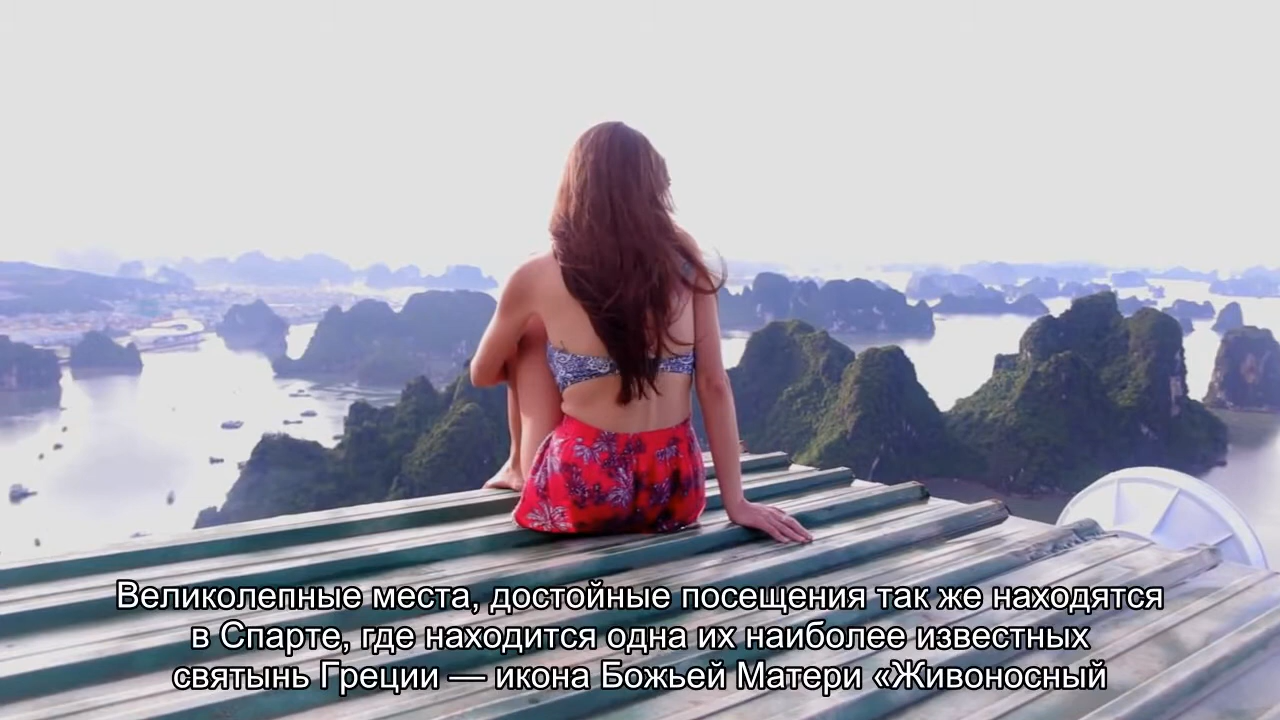 Великолепные места, достойные посещения так же находятся
в Спарте, где находится одна их наиболее известных
святынь Греции — икона Божьей Матери «Живоносный